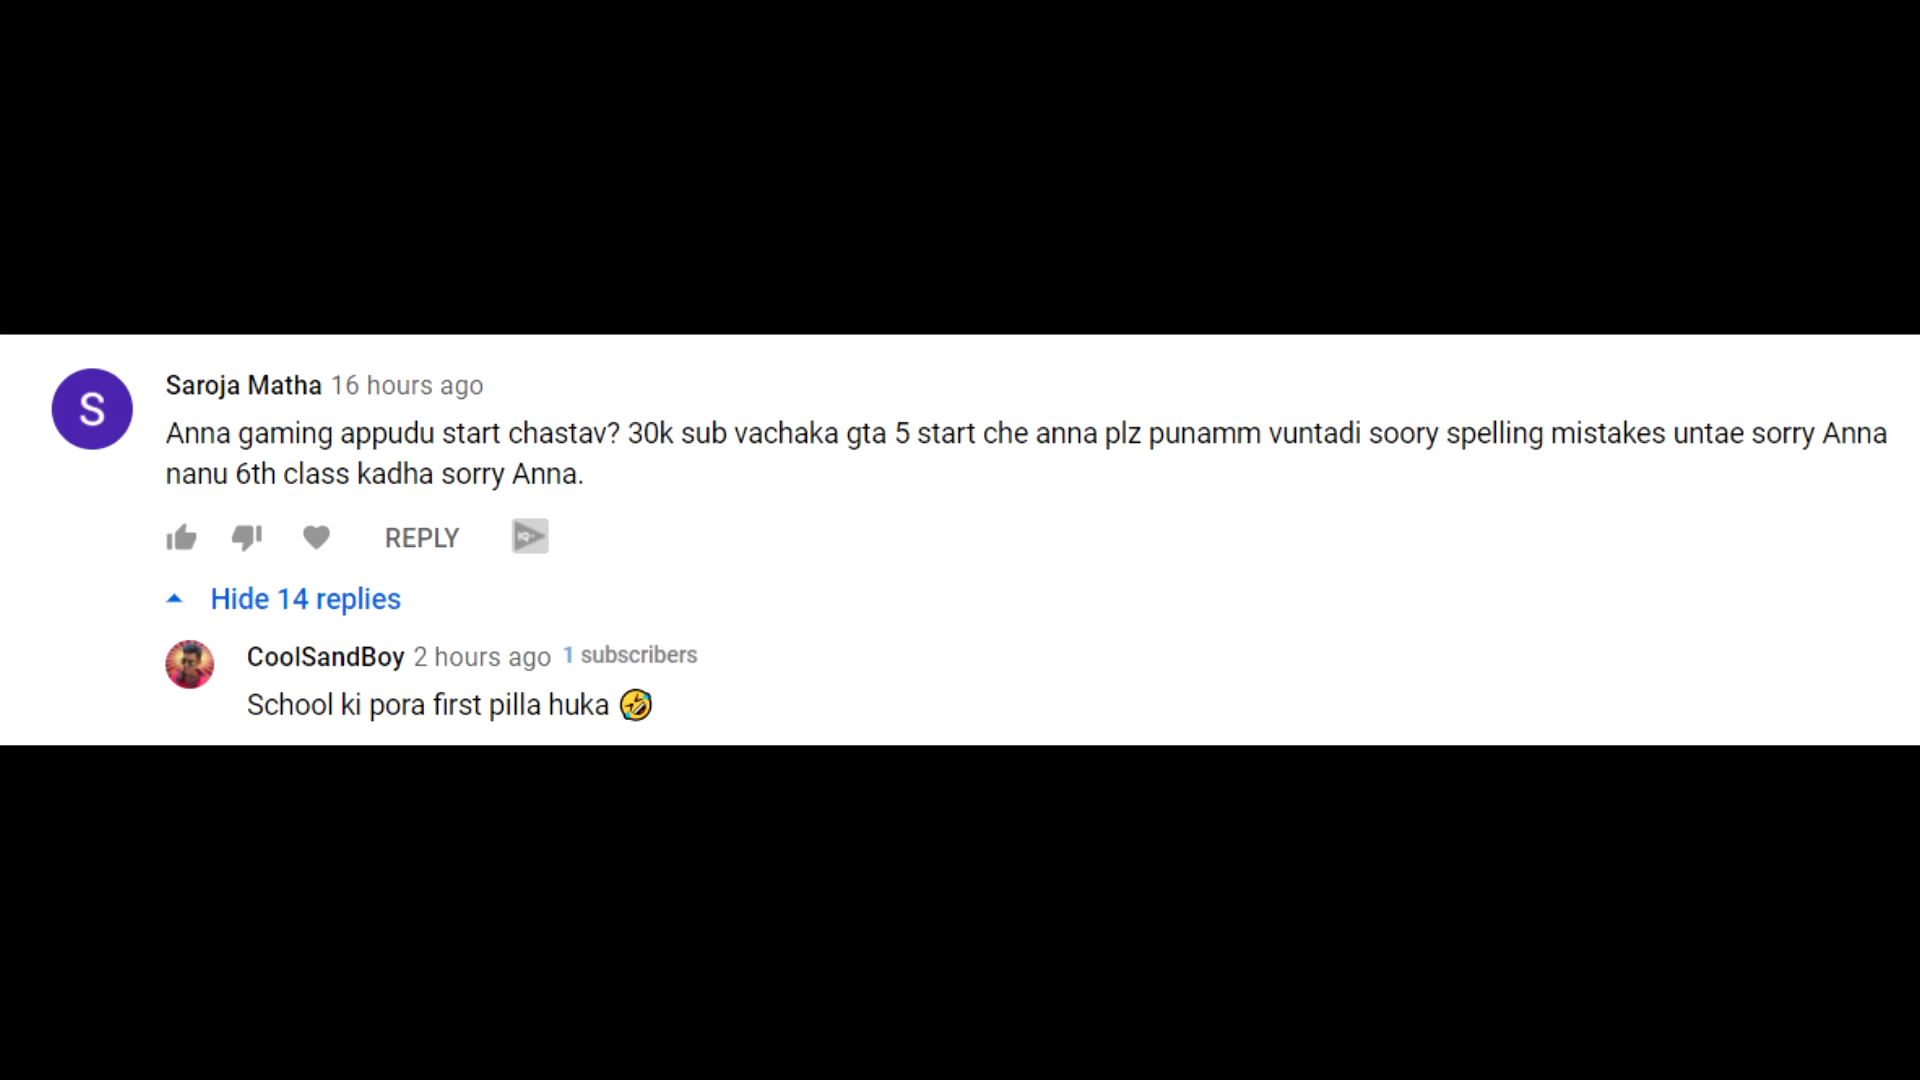 S
Saroja Matha 16 hours ago
Anna gaming appudu start chastav? 30k sub vachaka gta 5 start che anna plz punamm vuntadi soory spelling mistakes untae sorry Anna
nanu 6th class kadha sorry Anna.
REPLY IQ
Hide 14 replies
CoolSandBoy 2 hours ago 1 subscribers
School ki pora first pilla huka 🤣